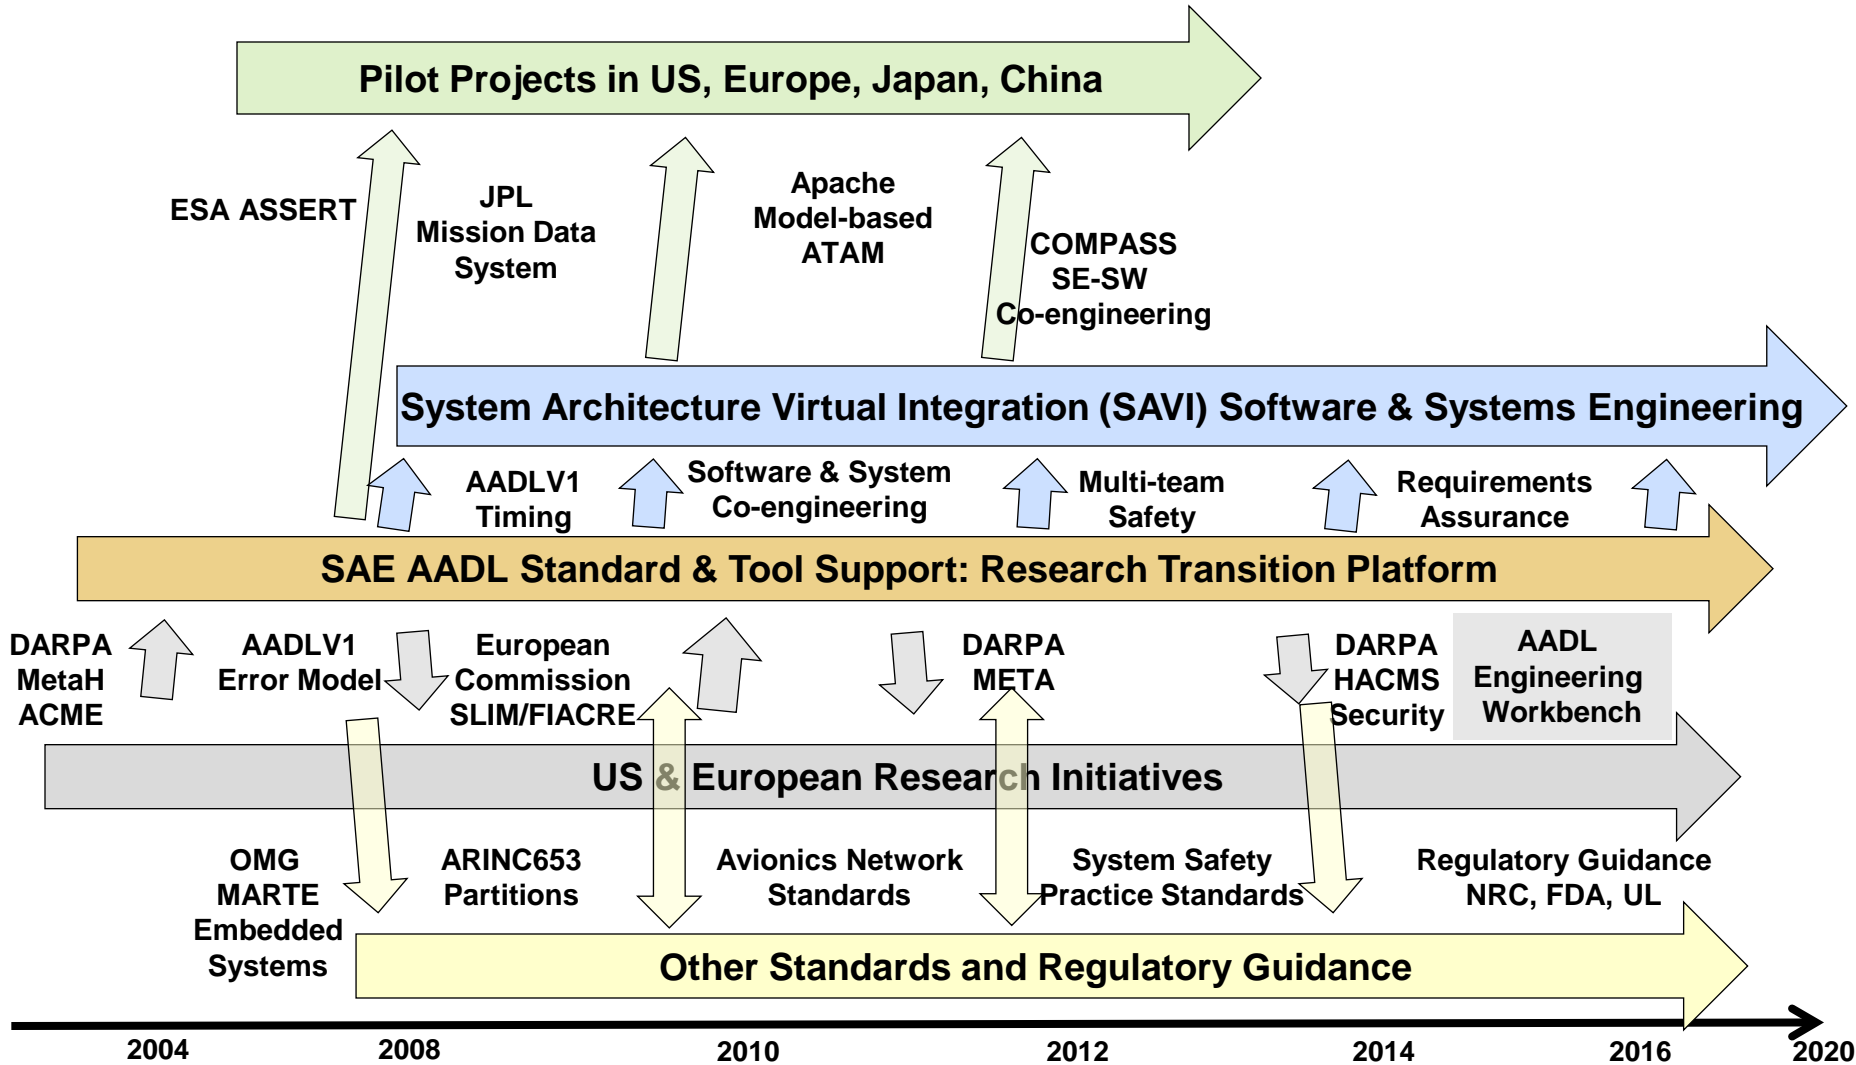 Pilot Projects in US, Europe, Japan, China
ESA ASSERT
JPL
Mission Data
System
Apache
Model-based
ATAM
COMPASS
SE-SW
Co-engineering
System Architecture Virtual Integration (SAVI) Software & Systems Engineering
AADLV1
Timing
Software & System
Co-engineering
Multi-team
Safety
Requirements
Assurance
SAE AADL Standard & Tool Support: Research Transition Platform
DARPA
MetaH
ACME
AADLV1
Error Model
European
Commission
SLIM/FIACRE
DARPA
META
DARPA
HACMS
Security
AADL
Engineering
Workbench
US & European Research Initiatives
OMG
MARTE
Embedded
Systems
ARINC653
Partitions
Avionics Network
Standards
System Safety
Practice Standards
Regulatory Guidance
NRC, FDA, UL
Other Standards and Regulatory Guidance
2004 2008 2010 2012 2014 2016 2020